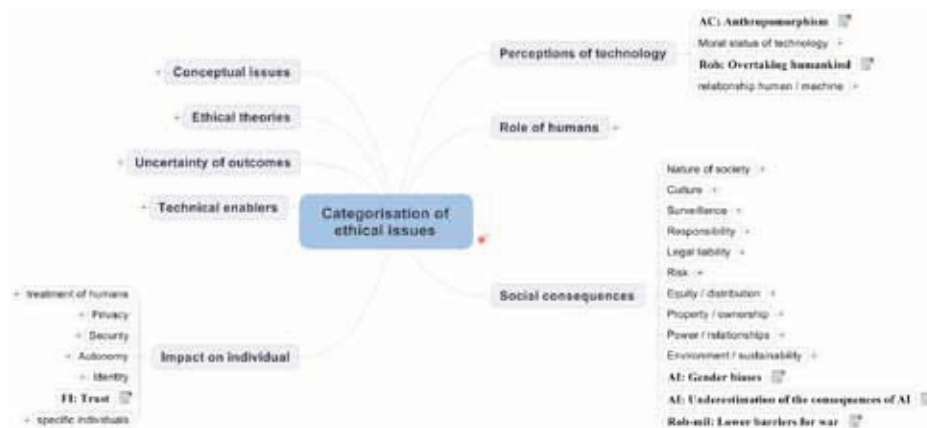 Conceptual issues
Ethical theories
Uncertainty of outcomes
Technical enablers
Categorisation of
ethical issues
treatment of humans
Privacy
Security
Autonomy
Identity
FI: Trust
specific individuals
Impact on individual
Perceptions of technology
AC: Anthropomorphism
Moral status of technology
Rob: Overtaking humankind
relationship human / machine
Role of humans
Social consequences
Nature of society
Culture
Surveillance
Responsibility
Legal liability
Risk
Equity / distribution
Property / ownership
Power / relationships
Environment / sustainability
AI: Gender biases
AI: Underestimation of the consequences of AI
Rob-mil: Lower barriers for war